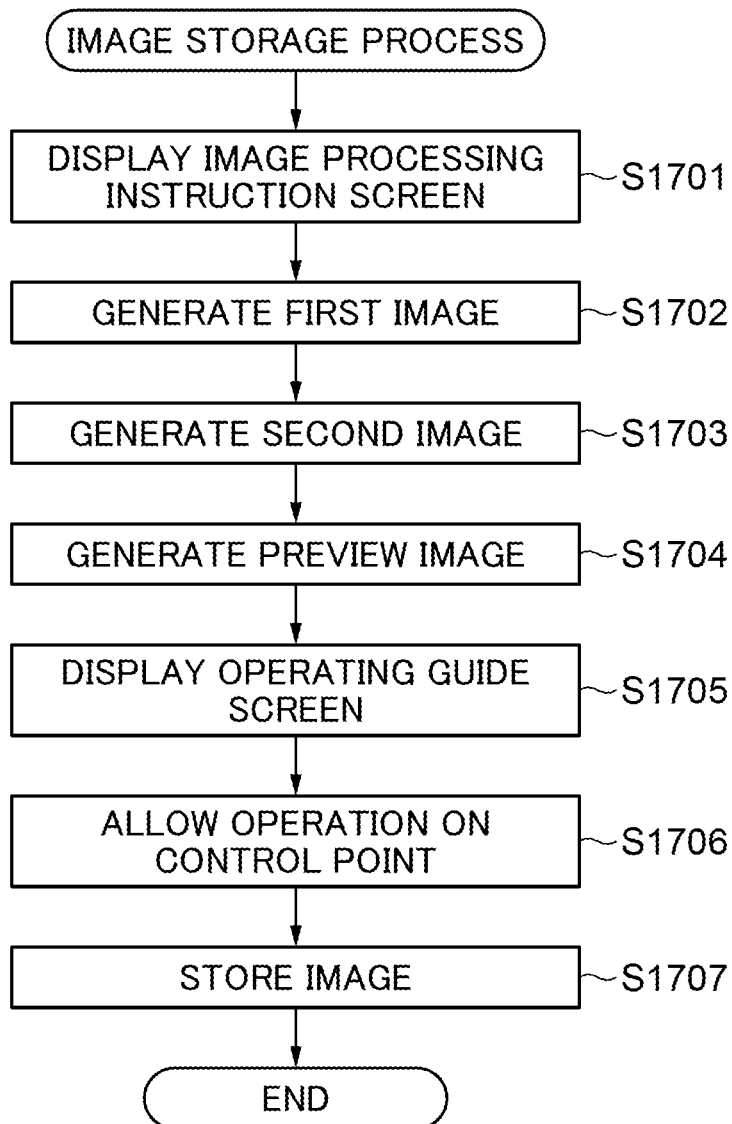 IMAGE STORAGE PROCESS
DISPLAY IMAGE PROCESSING
INSTRUCTION SCREEN
S1701
GENERATE FIRST IMAGE
S1702
GENERATE SECOND IMAGE
S1703
GENERATE PREVIEW IMAGE
S1704
DISPLAY OPERATING GUIDE
SCREEN
S1705
ALLOW OPERATION ON
CONTROL POINT
S1706
STORE IMAGE
S1707
END